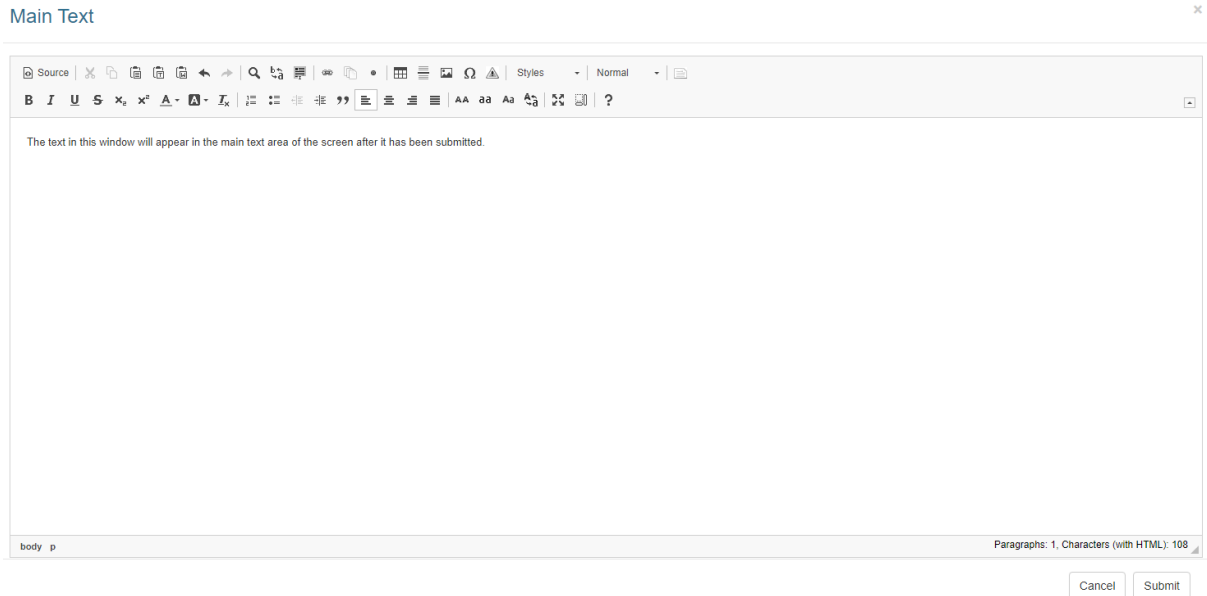 Main Text
Source Styles Normal
The text in this window will appear in the main text area of the screen after it has been submitted.
body p Paragraphs: 1, Characters (with HTML): 108
Cancel Submit